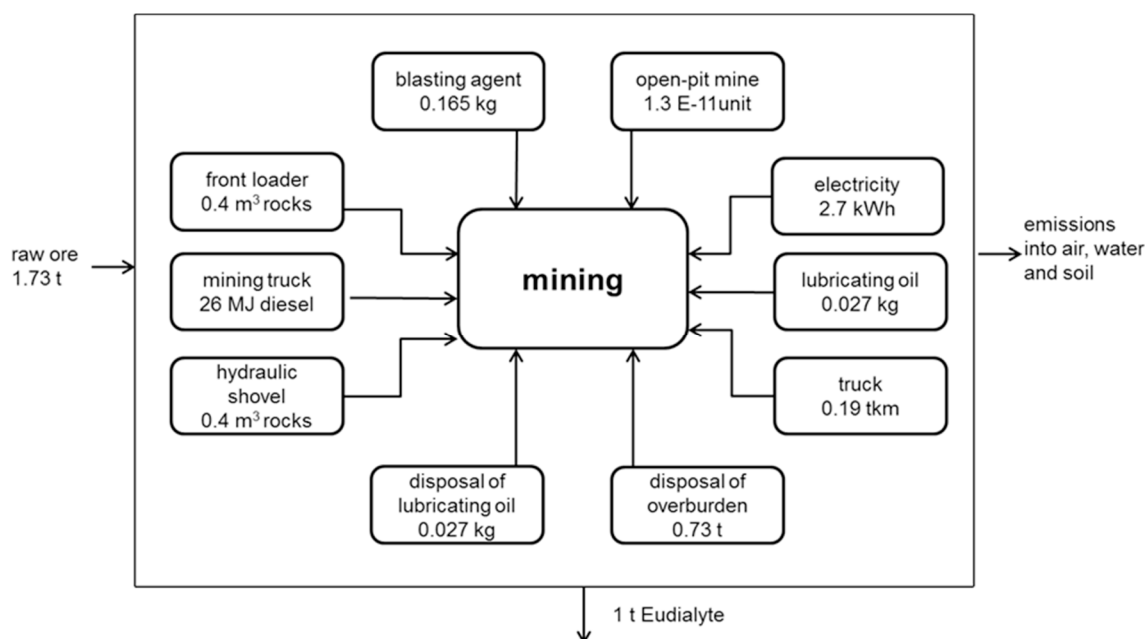 blasting agent
0.165 kg
open-pit mine
1.3 E-11unit
front loader
0.4 m³ rocks
electricity
2.7 kWh
raw ore
1.73 t
mining truck
26 MJ diesel
mining
lubricating oil
0.027 kg
emissions
into air, water
and soil
hydraulic
shovel
0.4 m³ rocks
truck
0.19 tkm
disposal of
lubricating oil
0.027 kg
disposal of
overburden
0.73 t
1 t Eudialyte